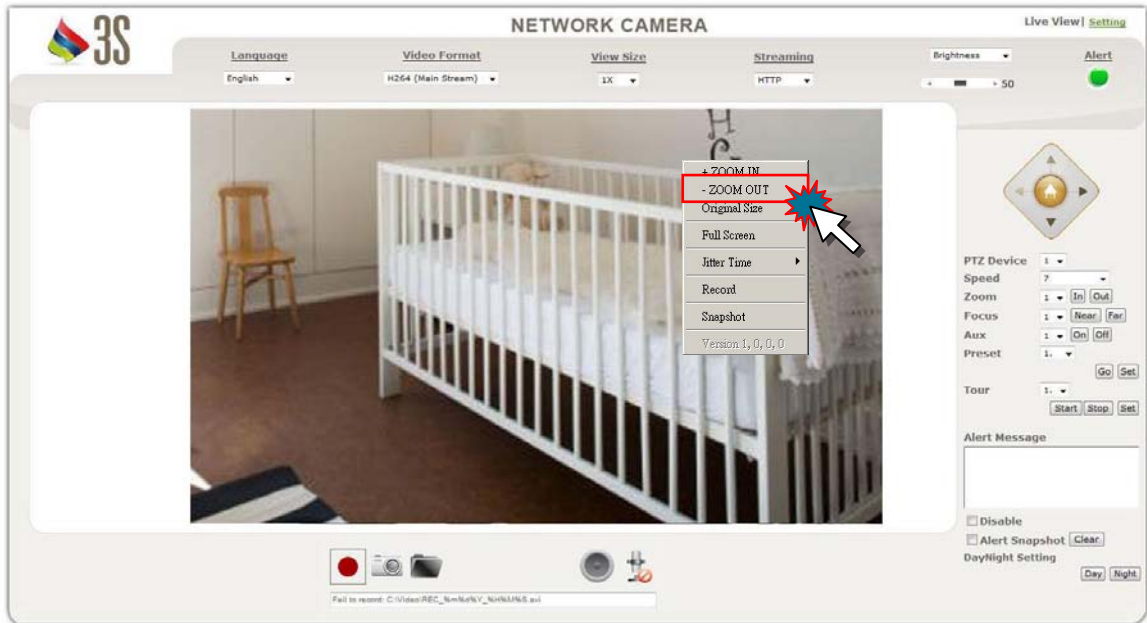 3S
NETWORK CAMERA
Live View| Setting
Language
Video Format
View Size
Streaming
Brightness
Alert
English
H264 (Main Stream)
1X
HTTP
50
H
G
+ ZOOM IN
- ZOOM OUT
Original Size
Full Screen
Jitter Time
Record
Snapshot
Version 1, 0, 0, 0
PTZ Device 1
Speed 7
Zoom 1 In Out
Focus 1 Near Far
Aux 1 On Off
Preset 1.
Go Set
Tour 1.
Start Stop Set
Alert Message
Disable
Alert Snapshot Clear
DayNight Setting
Day Night
Fail to record: C:\Video\REC_%m%d%Y_%H%M%S.avi